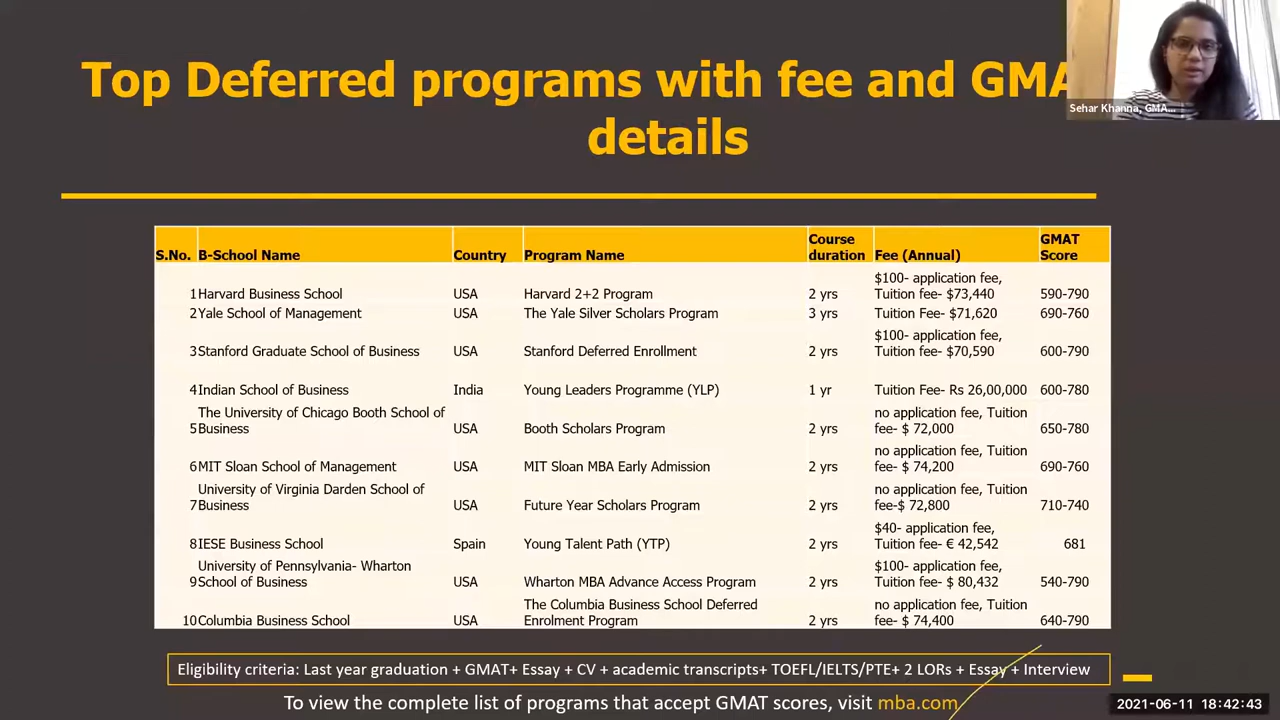 Top Deferred programs with fee and GMA
details
Sehar Khanna, GMA...
S.No. B-School Name Country Program Name Course duration Fee (Annual) GMAT Score
1 Harvard Business School USA Harvard 2+2 Program 2 yrs $100- application fee, Tuition fee- $73,440 590-790
2 Yale School of Management USA The Yale Silver Scholars Program 3 yrs Tuition Fee- $71,620 690-760
3 Stanford Graduate School of Business USA Stanford Deferred Enrollment 2 yrs $100- application fee, Tuition fee- $70,590 600-790
4 Indian School of Business India Young Leaders Programme (YLP) 1 yr Tuition Fee- Rs 26,00,000 600-780
5 The University of Chicago Booth School of Business USA Booth Scholars Program 2 yrs no application fee, Tuition fee- $ 72,000 650-780
6 MIT Sloan School of Management USA MIT Sloan MBA Early Admission 2 yrs no application fee, Tuition fee- $ 74,200 690-760
7 University of Virginia Darden School of Business USA Future Year Scholars Program 2 yrs no application fee, Tuition fee-$ 72,800 710-740
8 IESE Business School Spain Young Talent Path (YTP) 2 yrs $40- application fee, Tuition fee- € 42,542 681
9 University of Pennsylvania- Wharton School of Business USA Wharton MBA Advance Access Program 2 yrs $100- application fee, Tuition fee- $ 80,432 540-790
10 Columbia Business School USA The Columbia Business School Deferred Enrolment Program 2 yrs no application fee, Tuition fee- $ 74,400 640-790
Eligibility criteria: Last year graduation + GMAT+ Essay + CV + academic transcripts+ TOEFL/IELTS/PTE+ 2 LORs + Essay + Interview
To view the complete list of programs that accept GMAT scores, visit mba.com
2021-06-11 18:42:43